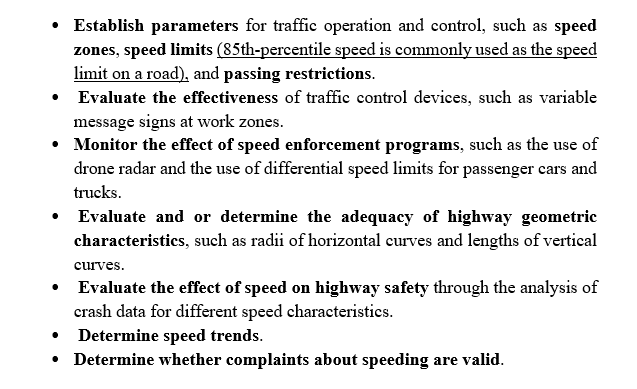 • Establish parameters for traffic operation and control, such as speed
zones, speed limits (85th-percentile speed is commonly used as the speed
limit on a road), and passing restrictions.
• Evaluate the effectiveness of traffic control devices, such as variable
message signs at work zones.
• Monitor the effect of speed enforcement programs, such as the use of
drone radar and the use of differential speed limits for passenger cars and
trucks.
• Evaluate and or determine the adequacy of highway geometric
characteristics, such as radii of horizontal curves and lengths of vertical
curves.
• Evaluate the effect of speed on highway safety through the analysis of
crash data for different speed characteristics.
• Determine speed trends.
• Determine whether complaints about speeding are valid.